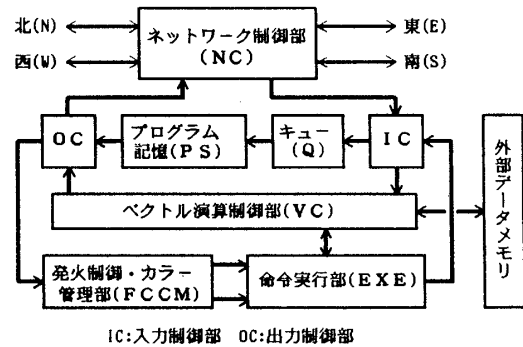 北(N)
西(W)
ネットワーク制御部
(NC)
東(E)
南(S)
OC
プログラム
記憶(PS)
キュー
(Q)
IC
外部データメモリ
ベクトル演算制御部(VC)
発火制御・カラー
管理部(FCCM)
命令実行部(EXE)
IC:入力制御部 OC:出力制御部